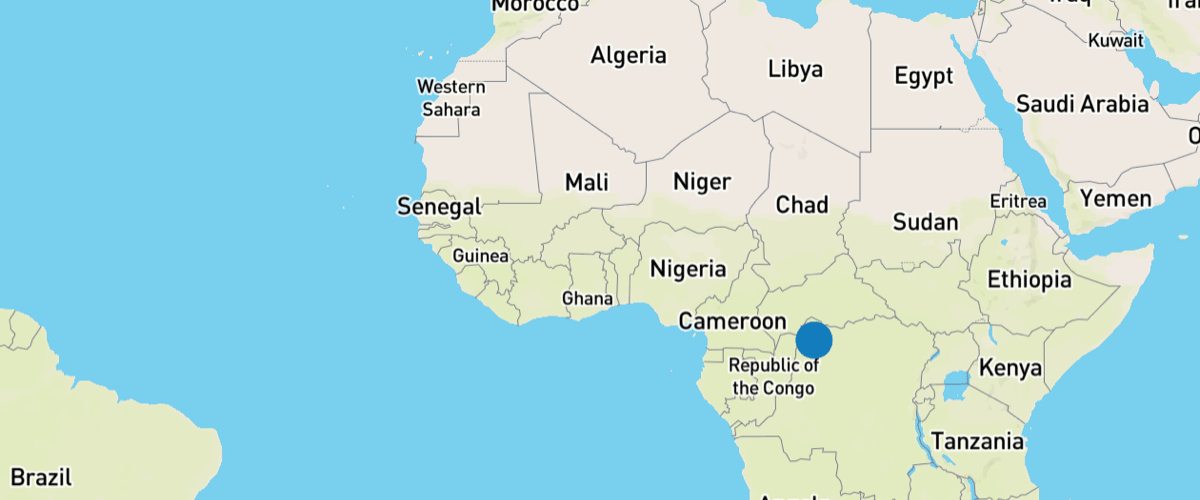 Morocco
Iraq
Algeria
Libya
Egypt
Kuwait
Western
Sahara
Saudi Arabia
Mali
Niger
Chad
Senegal
Sudan
Eritrea
Yemen
Guinea
Nigeria
Ethiopia
Ghana
Cameroon
Republic of
the Congo
Kenya
Tanzania
Brazil
Angola